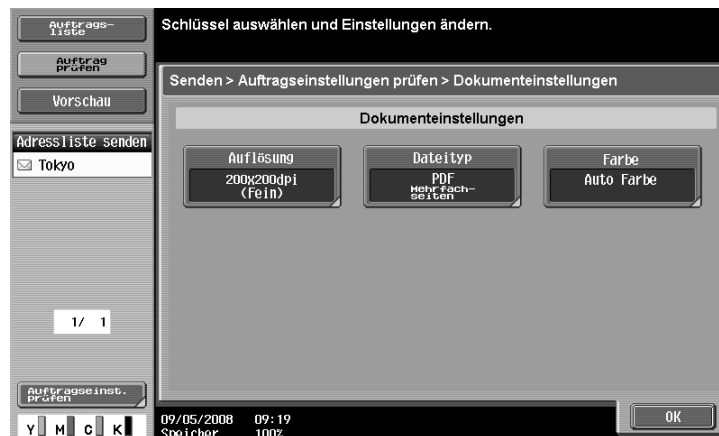 Auftrags-
liste
Auftrag
prüfen
Vorschau
Adressliste senden
Tokyo
1/ 1
Auftragseinst.
prüfen
Y M C K
Schlüssel auswählen und Einstellungen ändern.
Senden > Auftragseinstellungen prüfen > Dokumenteinstellungen
Dokumenteinstellungen
Auflösung
200x200dpi
(Fein)
Dateityp
PDF
Mehrfach-
seiten
Farbe
Auto Farbe
09/05/2008 09:19
Speicher 100%
OK